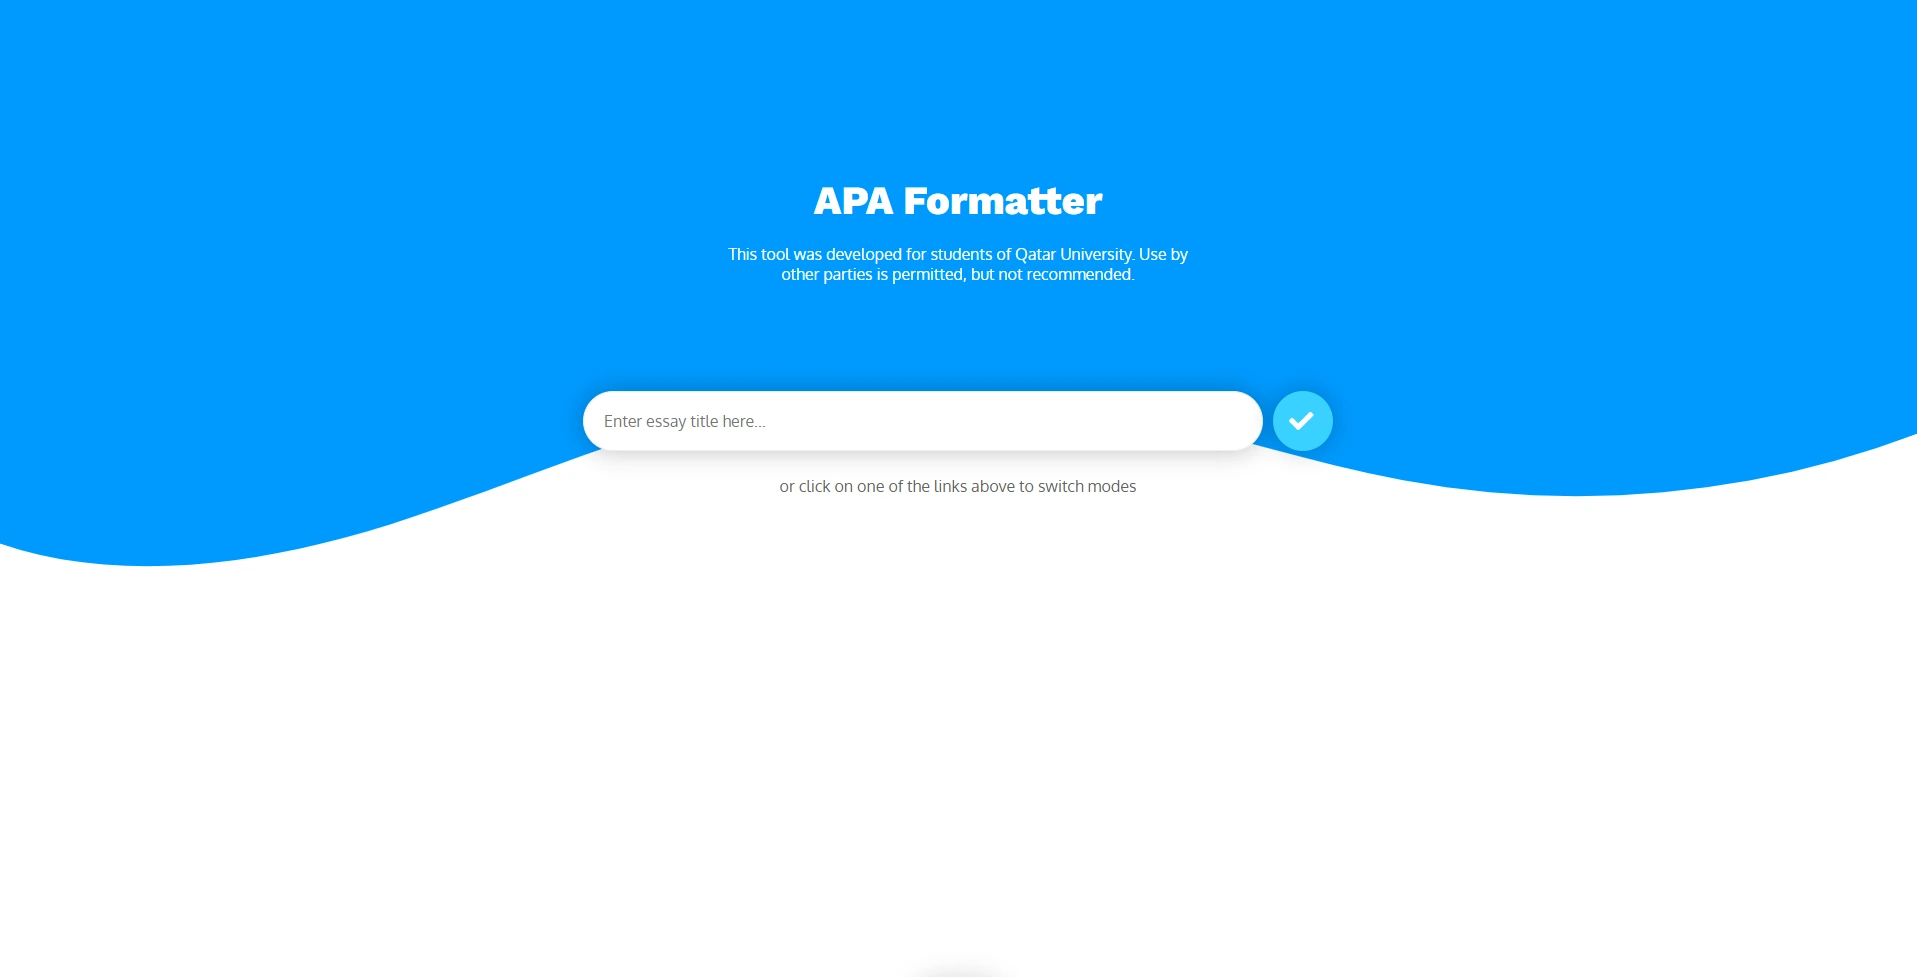 APA Formatter
This tool was developed for students of Qatar University. Use by
other parties is permitted, but not recommended.
Enter essay title here...
or click on one of the links above to switch modes